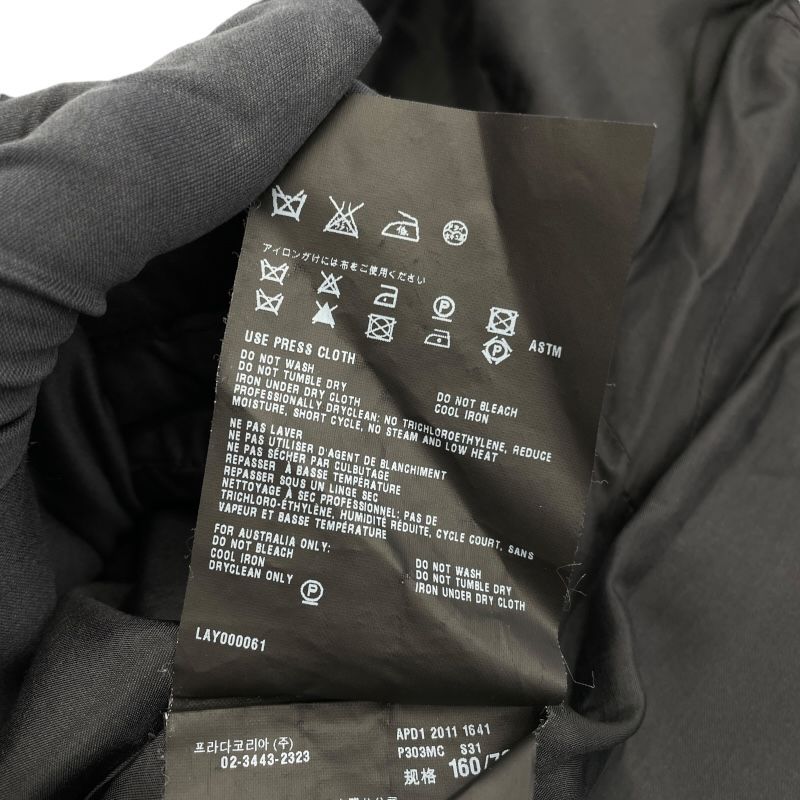 アイロンがけには布をご使用ください
ASTM
USE PRESS CLOTH
DO NOT WASH
DO NOT TUMBLE DRY
IRON UNDER DRY CLOTH
DO NOT BLEACH
COOL IRON
PROFESSIONALLY DRYCLEAN; NO TRICHLOROETHYLENE, REDUCE
MOISTURE, SHORT CYCLE, NO STEAM AND LOW HEAT
NE PAS LAVER
NE PAS UTILISER D'AGENT DE BLANCHIMENT
NE PAS SÉCHER PAR CULBUTAGE
REPASSER À BASSE TEMPÉRATURE
REPASSER SOUS UN LINGE SEC
NETTOYAGE À SEC PROFESSIONNEL: PAS DE
TRICHLORO-ETHYLÈNE, HUMIDITÉ RÉDUITE, CYCLE COURT, SANS
VAPEUR ET BASSE TEMPÉRATURE
FOR AUSTRALIA ONLY:
DO NOT BLEACH
COOL IRON
DRYCLEAN ONLY
P
DO NOT WASH
DO NOT TUMBLE DRY
IRON UNDER DRY CLOTH
LAY000061
프라다코리아 (주)
02-3443-2323
APD1 2011 1641
P303MC S31
规格 160/